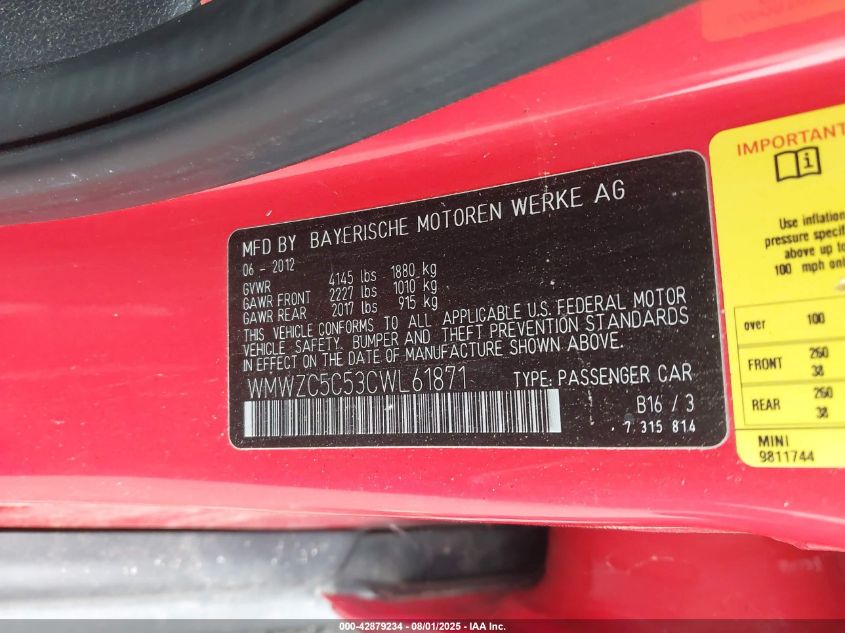 MFD BY BAYERISCHE MOTOREN WERKE AG
06 - 2012
GVWR 4145 lbs 1880 kg
GAWR FRONT 2227 lbs 1010 kg
GAWR REAR 2017 lbs 915 kg
THIS VEHICLE CONFORMS TO ALL APPLICABLE U.S. FEDERAL MOTOR
VEHICLE SAFETY, BUMPER AND THEFT PREVENTION STANDARDS
IN EFFECT ON THE DATE OF MANUFACTURE SHOWN ABOVE.
WMWZC5C53CWL61871 TYPE: PASSENGER CAR
B16 / 3
7 315 814
IMPORTANT
Use inflation
pressure specif
above up to
100 mph onl
over 100
FRONT 260
38
REAR 260
38
MINI
9811744
000-42879234 - 08/01/2025 - IAA Inc.